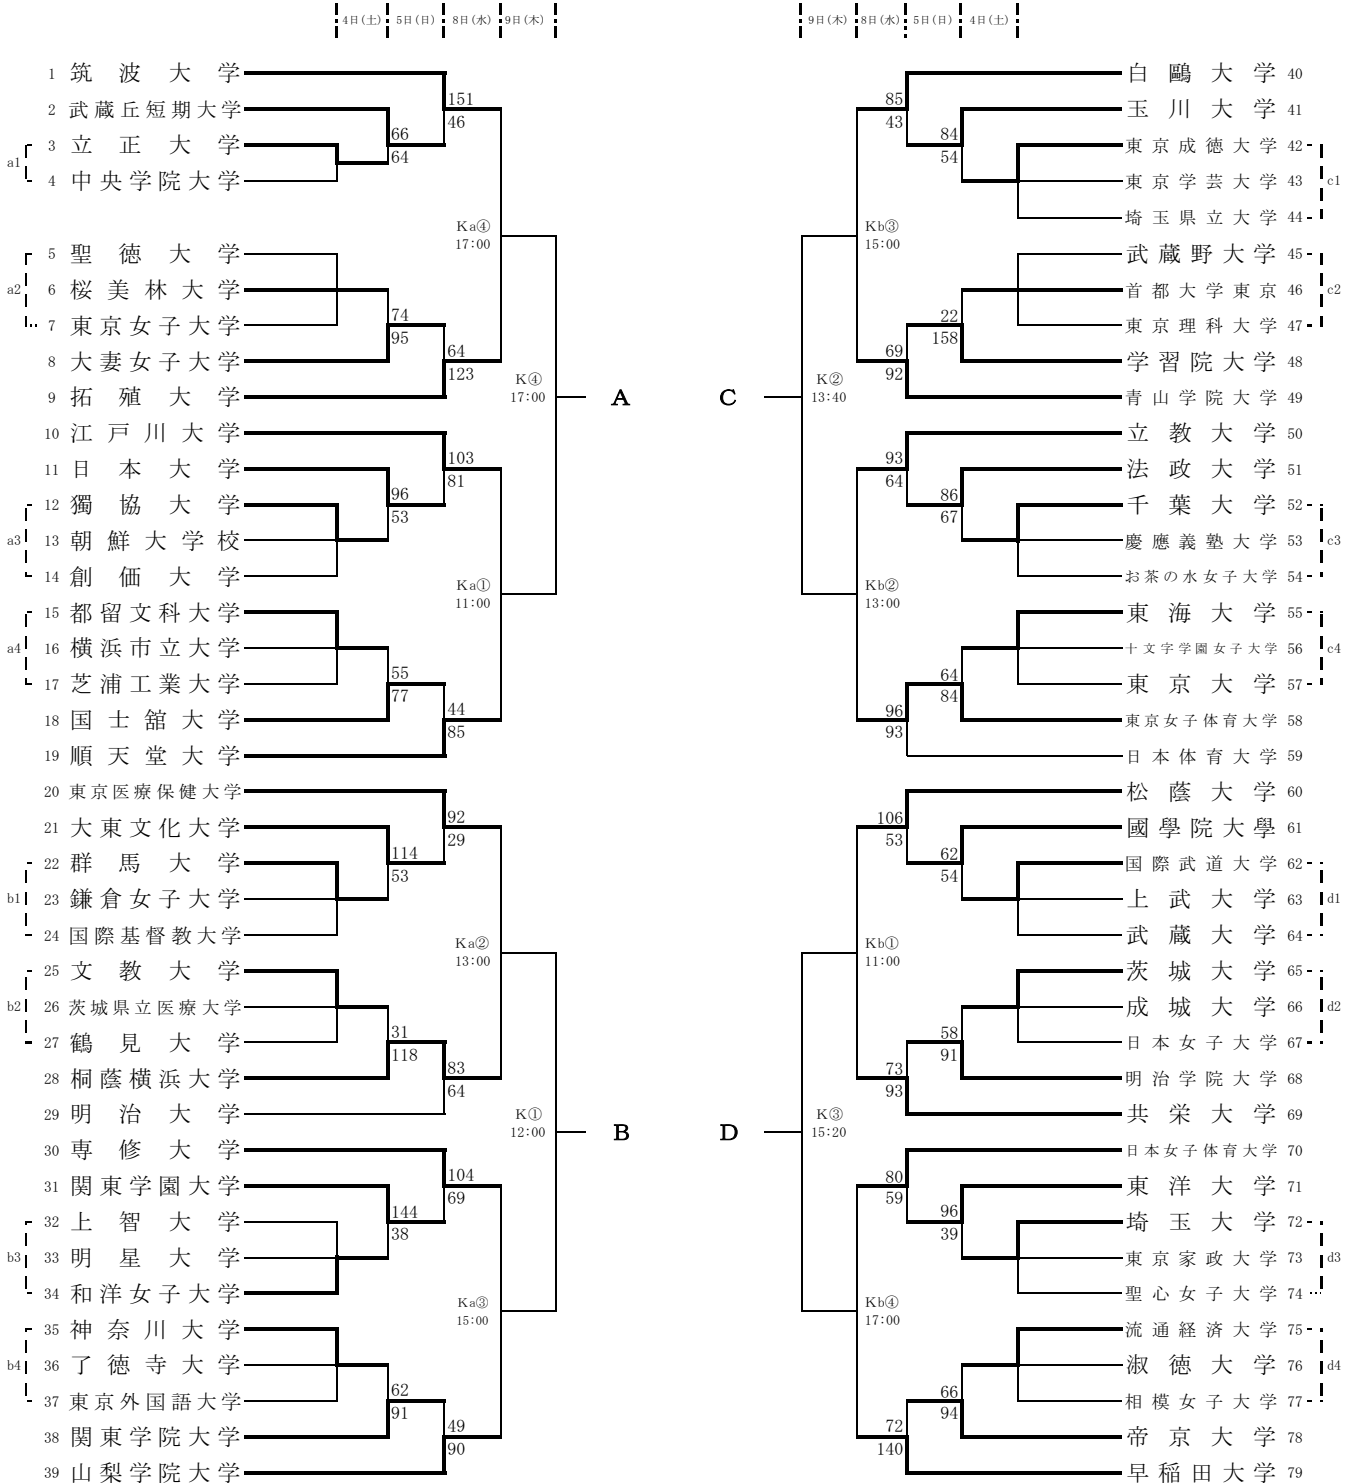 4日(土) 5日(日) 8日(水) 9日(木)
1 筑波大学
2 武蔵丘短期大学
3 立正大学
4 中央学院大学
a1
151
46
66
64
Ka④
17:00
5 聖徳大学
6 桜美林大学
7 東京女子大学
8 大妻女子大学
9 拓殖大学
a2
74
95
64
123
K④
17:00
A
10 江戸川大学
11 日本大学
12 獨協大学
13 朝鮮大学校
14 創価大学
a3
103
81
96
53
Ka①
11:00
15 都留文科大学
16 横浜市立大学
17 芝浦工業大学
18 国士舘大学
19 順天堂大学
a4
55
77
44
85
20 東京医療保健大学
21 大東文化大学
22 群馬大学
23 鎌倉女子大学
24 国際基督教大学
b1
92
29
114
53
Ka②
13:00
25 文教大学
26 茨城県立医療大学
27 鶴見大学
28 桐蔭横浜大学
29 明治大学
b2
31
118
83
64
K①
12:00
B
30 専修大学
31 関東学園大学
32 上智大学
33 明星大学
34 和洋女子大学
b3
104
69
144
38
Ka③
15:00
35 神奈川大学
36 了徳寺大学
37 東京外国語大学
38 関東学院大学
39 山梨学院大学
b4
62
91
49
90
9日(木) 8日(水) 5日(日) 4日(土)
白鷗大学 40
玉川大学 41
東京成徳大学 42
東京学芸大学 43
埼玉県立大学 44
c1
85
43
84
54
Kb③
15:00
武蔵野大学 45
首都大学東京 46
東京理科大学 47
学習院大学 48
青山学院大学 49
c2
22
158
69
92
K②
13:40
C
立教大学 50
法政大学 51
千葉大学 52
慶應義塾大学 53
お茶の水女子大学 54
c3
93
64
86
67
Kb②
13:00
東海大学 55
十文字学園女子大学 56
東京大学 57
東京女子体育大学 58
日本体育大学 59
c4
64
84
96
93
松蔭大学 60
國學院大學 61
国際武道大学 62
上武大学 63
武蔵大学 64
d1
106
53
62
54
Kb①
11:00
茨城大学 65
成城大学 66
日本女子大学 67
明治学院大学 68
共栄大学 69
d2
58
91
73
93
K③
15:20
D
日本女子体育大学 70
東洋大学 71
埼玉大学 72
東京家政大学 73
聖心女子大学 74
d3
80
59
96
39
Kb④
17:00
流通経済大学 75
淑徳大学 76
相模女子大学 77
帝京大学 78
早稲田大学 79
d4
66
94
72
140